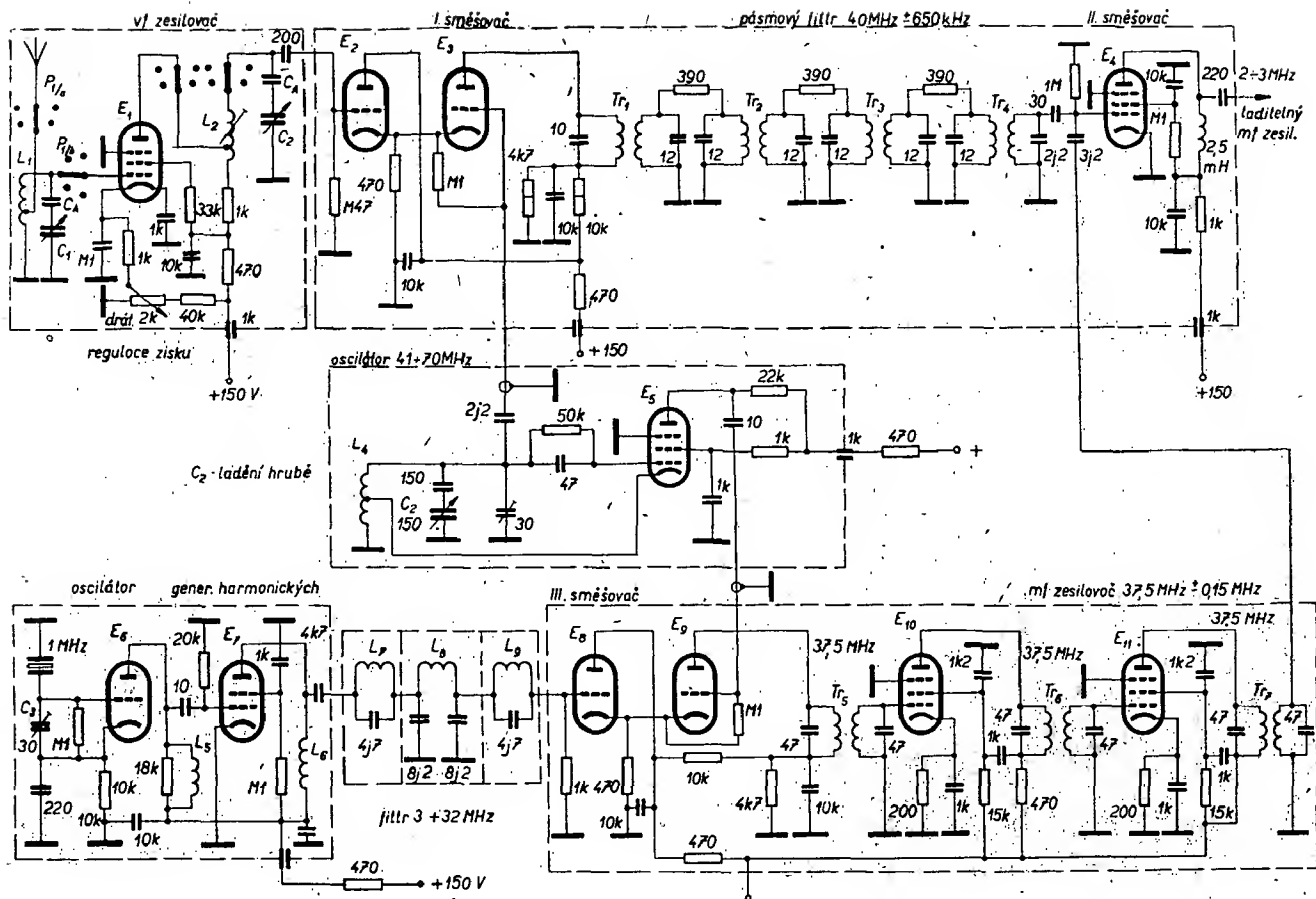 vf zesilovač
I. směšovač
pásmový filtr 40MHz ±650kHz
II. směšovač
P1/a
E1
L1
P1/b
CA
C1
M1
1k
1k
10k
33k
1k
470
L2
200
CA
C2
drát 2k
40k
1k
regulace zisku
+150 V
E2
E3
M47
470
M1
10k
4k7
10k
10
10k
470
+150
Tr1
390
12
12
Tr2
390
12
12
Tr3
390
12
12
Tr4
2j2
30
1M
3j2
E4
10k
M1
10k
2,5
mH
1k
1k
220
2÷3MHz
laditelný
mf zesil.
+150
oscilátor 41÷70MHz
2j2
50k
47
E5
22k
10
1k
1k
1k
470
+
L4
C2-ladění hrubé
150
C2
150
30
oscilátor
gener. harmonických
1MHz
C3
30
M1
220
E6
10k
10k
10k
10
18k
L5
20k
E7
1k
4k7
M1
L6
470
+150 V
L7
4j7
L8
8j2
8j2
L9
4j7
filtr 3÷32MHz
III. směšovač
mf zesilovač 37,5 MHz ±0,15 MHz
E8
E9
1k
470
10k
10k
M1
4k7
10k
470
37,5 MHz
47
Tr5
47
E10
200
1k
1k2
1k
15k
470
37,5 MHz
47
Tr6
47
E11
200
1k
1k2
1k
15k
37,5 MHz
47
Tr7
47